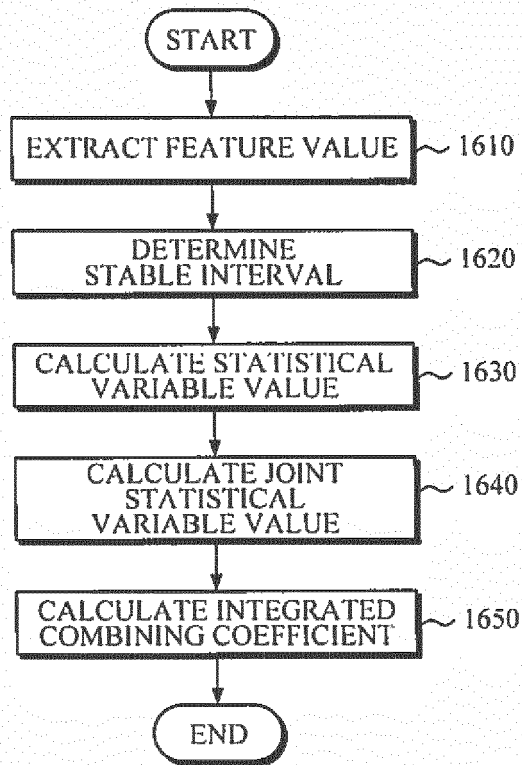 START
EXTRACT FEATURE VALUE
1610
DETERMINE
STABLE INTERVAL
1620
CALCULATE STATISTICAL
VARIABLE VALUE
1630
CALCULATE JOINT
STATISTICAL
VARIABLE VALUE
1640
CALCULATE INTEGRATED
COMBINING COEFFICIENT
1650
END